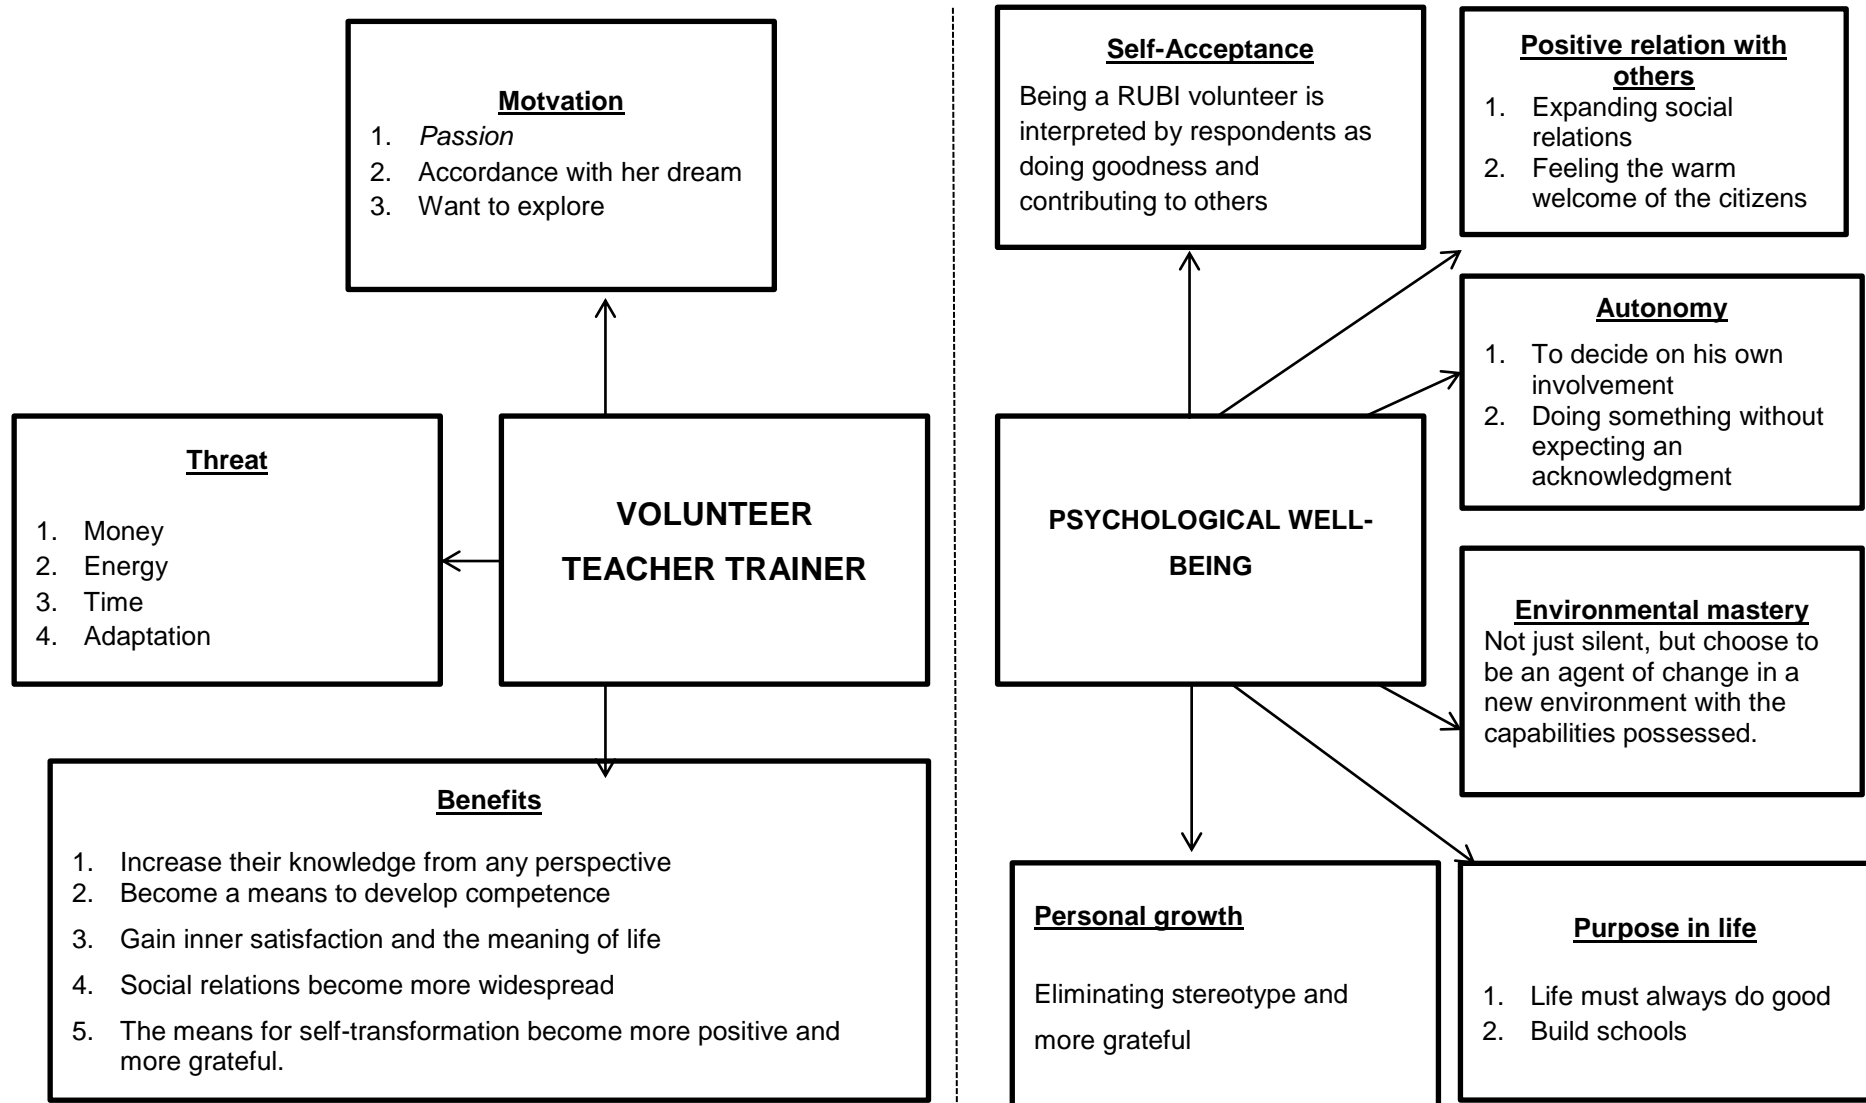 Motvation
1. Passion
2. Accordance with her dream
3. Want to explore
Threat
1. Money
2. Energy
3. Time
4. Adaptation
VOLUNTEER
TEACHER TRAINER
Benefits
1. Increase their knowledge from any perspective
2. Become a means to develop competence
3. Gain inner satisfaction and the meaning of life
4. Social relations become more widespread
5. The means for self-transformation become more positive and
more grateful.
Self-Acceptance
Being a RUBI volunteer is
interpreted by respondents as
doing goodness and
contributing to others
Positive relation with
others
1. Expanding social
relations
2. Feeling the warm
welcome of the citizens
Autonomy
1. To decide on his own
involvement
2. Doing something without
expecting an
acknowledgment
PSYCHOLOGICAL WELL-
BEING
Environmental mastery
Not just silent, but choose to
be an agent of change in a
new environment with the
capabilities possessed.
Personal growth
Eliminating stereotype and
more grateful
Purpose in life
1. Life must always do good
2. Build schools